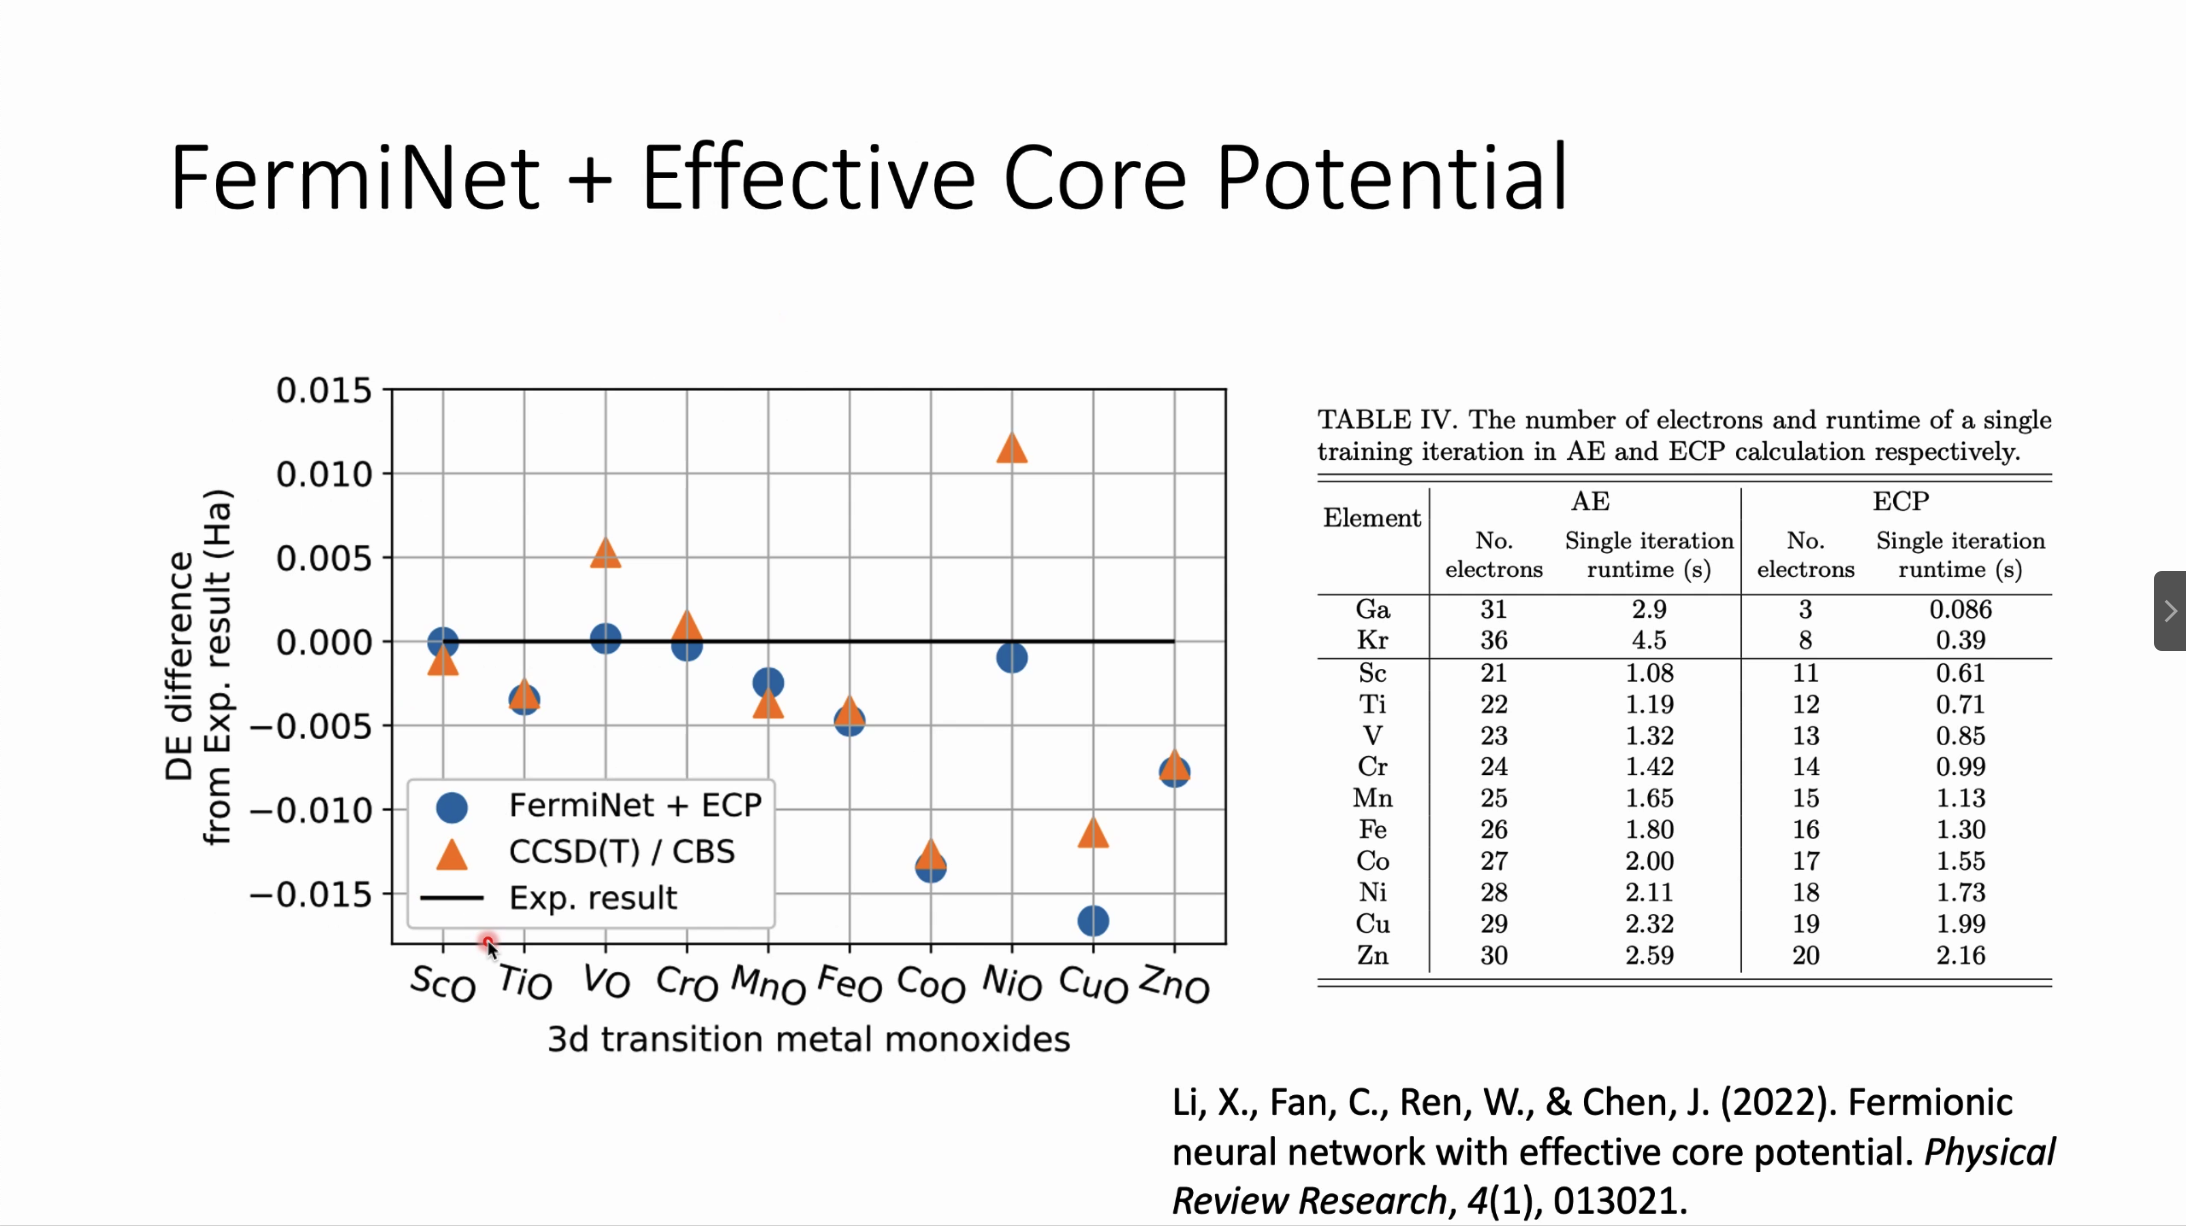 FermiNet + Effective Core Potential
DE difference
from Exp. result (Ha)
0.015
0.010
0.005
0.000
−0.005
−0.010
−0.015
FermiNet + ECP
CCSD(T) / CBS
Exp. result
ScO TiO VO CrO MnO FeO CoO NiO CuO ZnO
3d transition metal monoxides
TABLE IV. The number of electrons and runtime of a single
training iteration in AE and ECP calculation respectively.
Element AE ECP
No. Single iteration No. Single iteration
electrons runtime (s) electrons runtime (s)
Ga 31 2.9 3 0.086
Kr 36 4.5 8 0.39
Sc 21 1.08 11 0.61
Ti 22 1.19 12 0.71
V 23 1.32 13 0.85
Cr 24 1.42 14 0.99
Mn 25 1.65 15 1.13
Fe 26 1.80 16 1.30
Co 27 2.00 17 1.55
Ni 28 2.11 18 1.73
Cu 29 2.32 19 1.99
Zn 30 2.59 20 2.16
Li, X., Fan, C., Ren, W., & Chen, J. (2022). Fermionic
neural network with effective core potential. Physical
Review Research, 4(1), 013021.